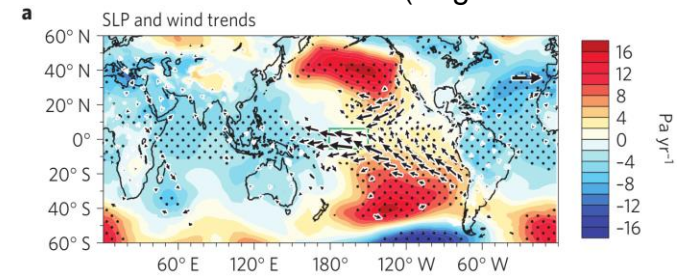 a
SLP and wind trends
60° N
40° N
20° N
0°
20° S
40° S
60° S
60° E 120° E 180° 120° W 60° W
16
12
8
4
0
−4
−8
−12
−16
Pa yr⁻¹